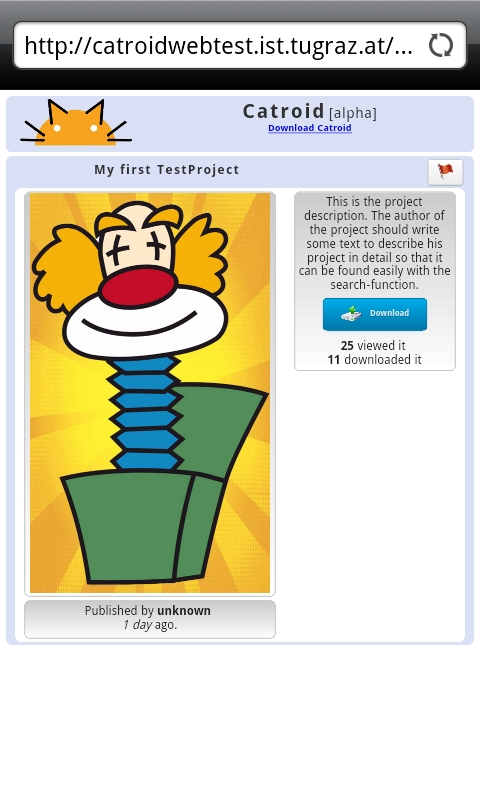 http://catroidwebtest.ist.tugraz.at/...
Catroid [alpha]
Download Catroid
My first TestProject
This is the project
description. The author of
the project should write
some text to describe his
project in detail so that it
can be found easily with the
search-function.
Download
25 viewed it
11 downloaded it
Published by unknown
1 day ago.